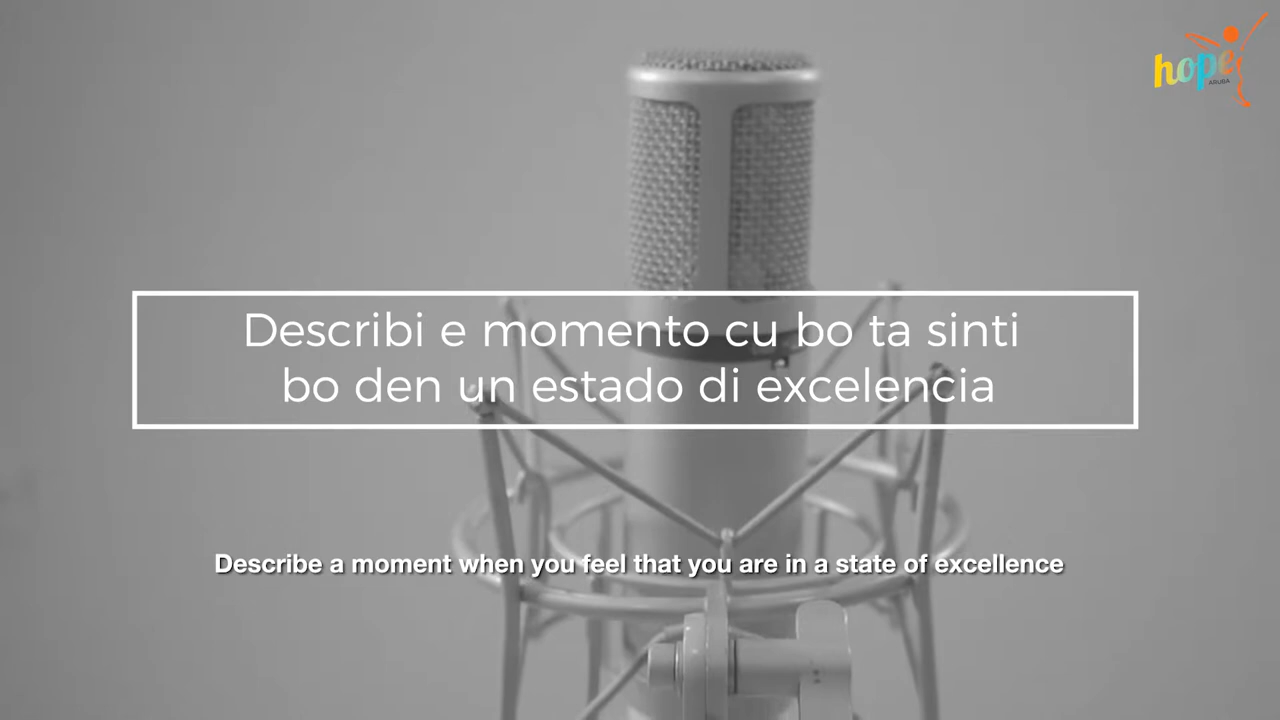 hope
ARUBA
Describi e momento cu bo ta sinti
bo den un estado di excelencia
Describe a moment when you feel that you are in a state of excellence